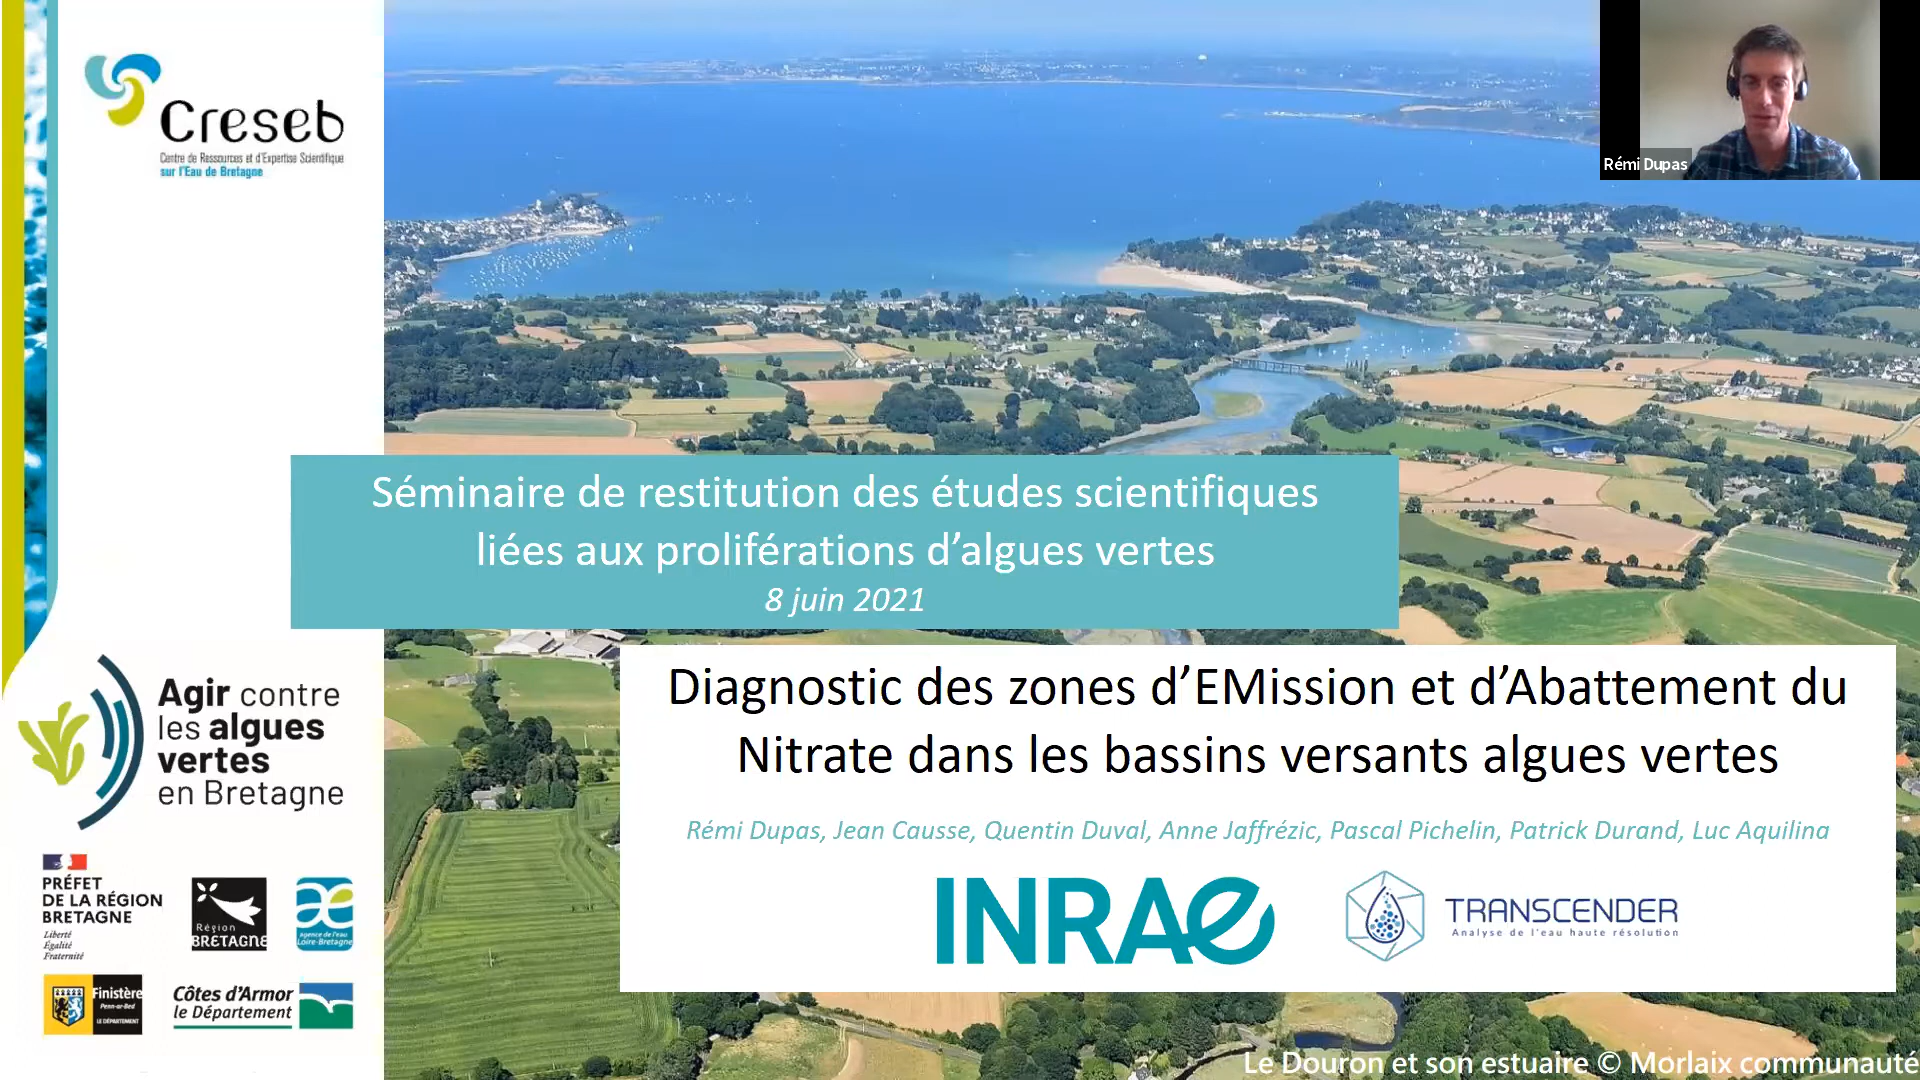 Creseb
Centre de Ressources et d'Expertise Scientifique
sur l'Eau de Bretagne
Rémi Dupas
Séminaire de restitution des études scientifiques
liées aux proliférations d'algues vertes
8 juin 2021
Agir contre
les algues
vertes
en Bretagne
Diagnostic des zones d'EMission et d'Abattement du
Nitrate dans les bassins versants algues vertes
Rémi Dupas, Jean Causse, Quentin Duval, Anne Jaffrézic, Pascal Pichelin, Patrick Durand, Luc Aquilina
INRAE
TRANSCENDER
Analyse de l'eau haute résolution
PRÉFET
DE LA RÉGION
BRETAGNE
Liberté
Égalité
Fraternité
Région
BRETAGNE
agence de l'eau
Loire-Bretagne
Finistère
Penn-ar-Bed
LE DÉPARTEMENT
Côtes d'Armor
le Département
Le Douron et son estuaire © Morlaix communauté